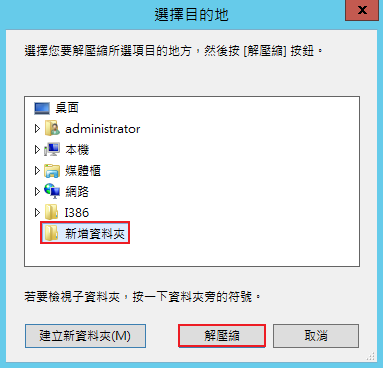 選擇目的地
x
選擇您要解壓縮所選項目的地方，然後按 [解壓縮] 按鈕。
桌面
administrator
本機
媒體櫃
網路
I386
新增資料夾
若要檢視子資料夾，按一下資料夾旁的符號。
建立新資料夾(M) 解壓縮 取消